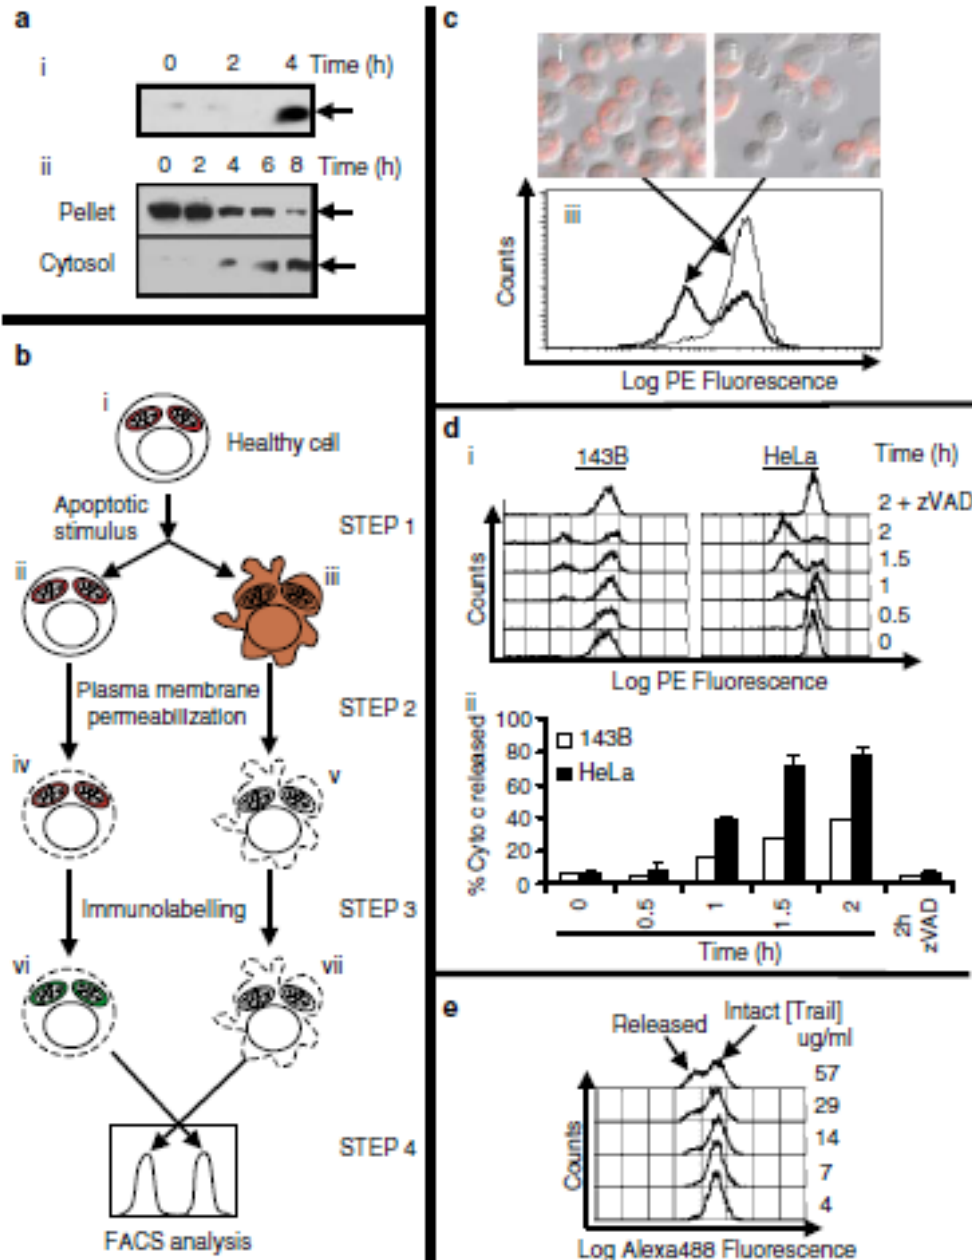 a
i
0 2 4 Time (h)
ii
0 2 4 6 8 Time (h)
Pellet
Cytosol
b
i
Healthy cell
Apoptotic
stimulus
STEP 1
ii
iii
Plasma membrane
permeabilization
STEP 2
iv
v
Immunolabelling
STEP 3
vi
vii
STEP 4
FACS analysis
c
i
ii
iii
Counts
Log PE Fluorescence
d
i
143B
HeLa
Time (h)
2 + zVAD
2
1.5
1
0.5
0
Counts
Log PE Fluorescence
ii
% Cyto c released
100
80
60
40
20
0
143B
HeLa
0
0.5
1
1.5
2
2h
zVAD
Time (h)
e
Released
Intact [Trail]
ug/ml
57
29
14
7
4
Counts
Log Alexa488 Fluorescence